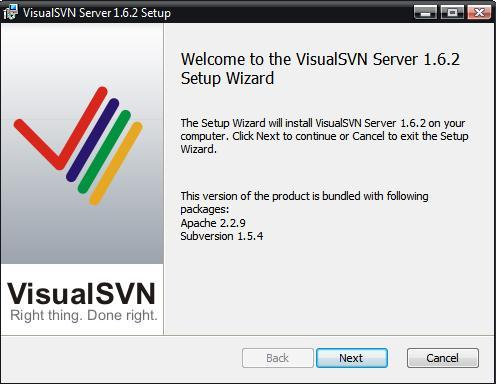 VisualSVN Server 1.6.2 Setup
Welcome to the VisualSVN Server 1.6.2
Setup Wizard
The Setup Wizard will install VisualSVN Server 1.6.2 on your
computer. Click Next to continue or Cancel to exit the Setup
Wizard.
This version of the product is bundled with following
packages:
Apache 2.2.9
Subversion 1.5.4
VisualSVN
Right thing. Done right.
Back
Next
Cancel